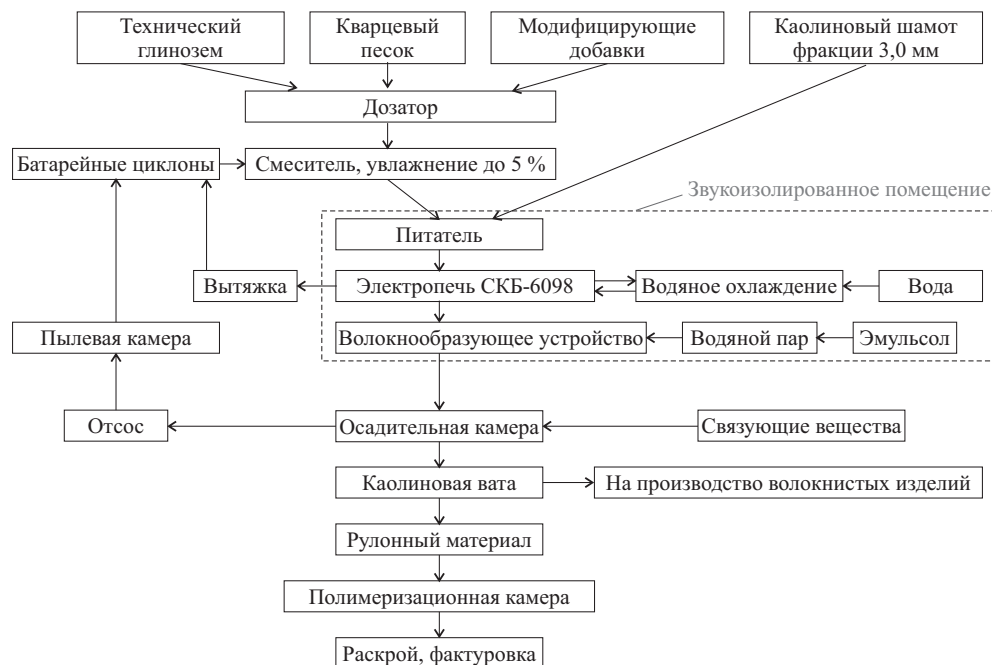 Технический
глинозем
Кварцевый
песок
Модифицирующие
добавки
Каолиновый шамот
фракции 3,0 мм
Дозатор
Батарейные циклоны
Смеситель, увлажнение до 5 %
Звукоизолированное помещение
Питатель
Вытяжка
Электропечь СКБ-6098
Водяное охлаждение
Вода
Пылевая камера
Волокнообразующее устройство
Водяной пар
Эмульсол
Отсос
Осадительная камера
Связующие вещества
Каолиновая вата
На производство волокнистых изделий
Рулонный материал
Полимеризационная камера
Раскрой, фактуровка